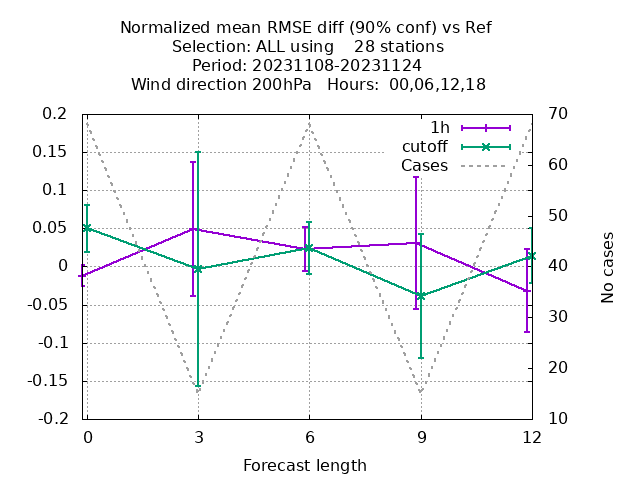 Normalized mean RMSE diff (90% conf) vs Ref
Selection: ALL using    28 stations
Period: 20231108-20231124
Wind direction 200hPa   Hours:  00,06,12,18
0.2
0.15
0.1
0.05
0
-0.05
-0.1
-0.15
-0.2
1h
cutoff
Cases
70
60
50
40
30
20
10
No cases
0
3
6
9
12
Forecast length